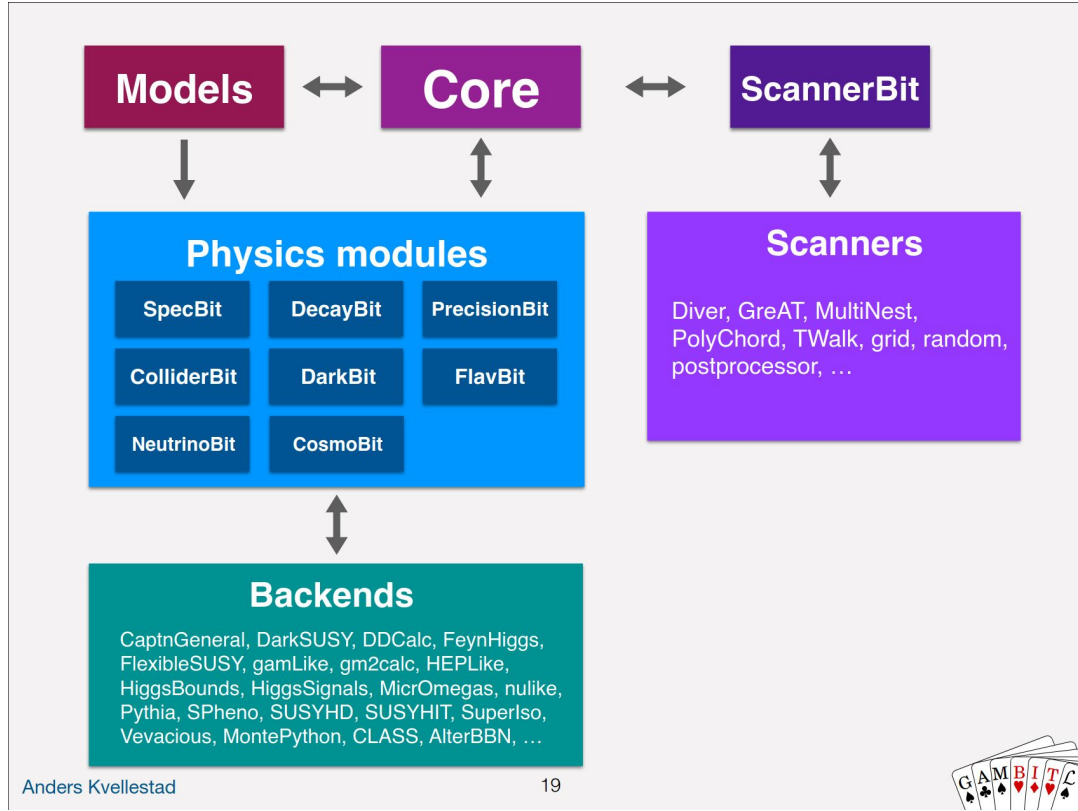 Models
Core
ScannerBit
Physics modules
SpecBit
DecayBit
PrecisionBit
ColliderBit
DarkBit
FlavBit
NeutrinoBit
CosmoBit
Scanners
Diver, GreAT, MultiNest,
PolyChord, TWalk, grid, random,
postprocessor, …
Backends
CaptnGeneral, DarkSUSY, DDCalc, FeynHiggs,
FlexibleSUSY, gamLike, gm2calc, HEPLike,
HiggsBounds, HiggsSignals, MicrOmegas, nulike,
Pythia, SPheno, SUSYHD, SUSYHIT, SuperIso,
Vevacious, MontePython, CLASS, AlterBBN, …
Anders Kvellestad
19
G A M B I T ℒ